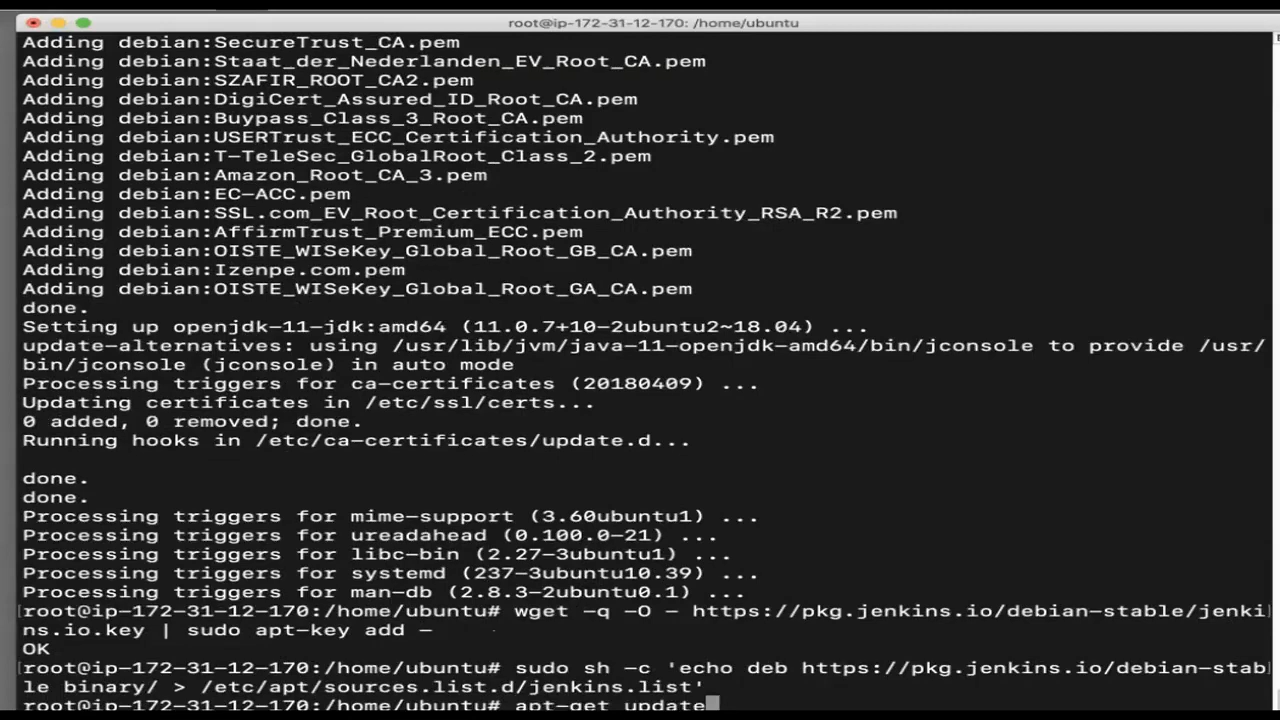 root@ip-172-31-12-170: /home/ubuntu
Adding debian:SecureTrust_CA.pem
Adding debian:Staat_der_Nederlanden_EV_Root_CA.pem
Adding debian:SZAFIR_ROOT_CA2.pem
Adding debian:DigiCert_Assured_ID_Root_CA.pem
Adding debian:Buypass_Class_3_Root_CA.pem
Adding debian:USERTrust_ECC_Certification_Authority.pem
Adding debian:T-TeleSec_GlobalRoot_Class_2.pem
Adding debian:Amazon_Root_CA_3.pem
Adding debian:EC-ACC.pem
Adding debian:SSL.com_EV_Root_Certification_Authority_RSA_R2.pem
Adding debian:AffirmTrust_Premium_ECC.pem
Adding debian:OISTE_WISeKey_Global_Root_GB_CA.pem
Adding debian:Izenpe.com.pem
Adding debian:OISTE_WISeKey_Global_Root_GA_CA.pem
done.
Setting up openjdk-11-jdk:amd64 (11.0.7+10-2ubuntu2~18.04) ...
update-alternatives: using /usr/lib/jvm/java-11-openjdk-amd64/bin/jconsole to provide /usr/
bin/jconsole (jconsole) in auto mode
Processing triggers for ca-certificates (20180409) ...
Updating certificates in /etc/ssl/certs...
0 added, 0 removed; done.
Running hooks in /etc/ca-certificates/update.d...
done.
done.
Processing triggers for mime-support (3.60ubuntu1) ...
Processing triggers for ureadahead (0.100.0-21) ...
Processing triggers for libc-bin (2.27-3ubuntu1) ...
Processing triggers for systemd (237-3ubuntu10.39) ...
Processing triggers for man-db (2.8.3-2ubuntu0.1) ...
[root@ip-172-31-12-170:/home/ubuntu# wget -q -O - https://pkg.jenkins.io/debian-stable/jenki]
ns.io.key | sudo apt-key add -
OK
[root@ip-172-31-12-170:/home/ubuntu# sudo sh -c 'echo deb https://pkg.jenkins.io/debian-stab]
le binary/ > /etc/apt/sources.list.d/jenkins.list'
root@ip-172-31-12-170:/home/ubuntu# apt-get update